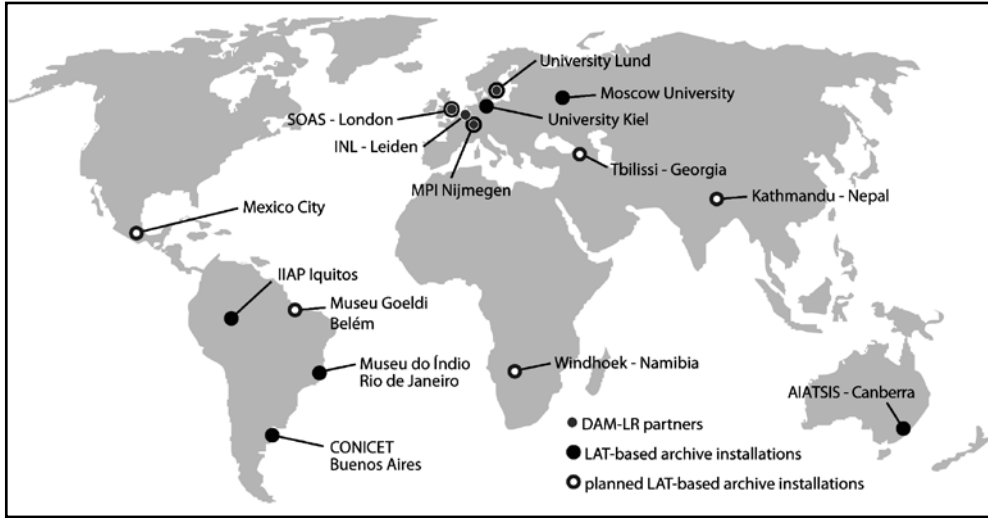 University Lund
Moscow University
SOAS - London
University Kiel
INL - Leiden
Tbilissi - Georgia
MPI Nijmegen
Kathmandu - Nepal
Mexico City
IIAP Iquitos
Museu Goeldi
Belém
Museu do Índio
Rio de Janeiro
Windhoek - Namibia
AIATSIS - Canberra
CONICET
Buenos Aires
DAM-LR partners
LAT-based archive installations
planned LAT-based archive installations